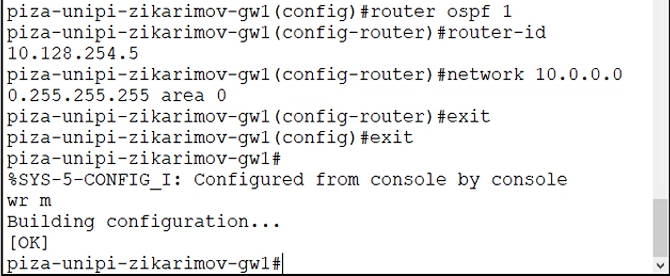 piza-unipi-zikarimov-gw1(config)#router ospf 1
piza-unipi-zikarimov-gw1(config-router)#router-id
10.128.254.5
piza-unipi-zikarimov-gw1(config-router)#network 10.0.0.0
0.255.255.255 area 0
piza-unipi-zikarimov-gw1(config-router)#exit
piza-unipi-zikarimov-gw1(config)#exit
piza-unipi-zikarimov-gw1#
%SYS-5-CONFIG_I: Configured from console by console
wr m
Building configuration...
[OK]
piza-unipi-zikarimov-gw1#